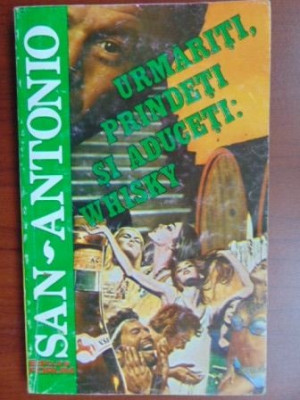 SAN-ANTONIO
URMĂRIȚI,
PRINDEȚI
ȘI ADUCEȚI:
WHISKY